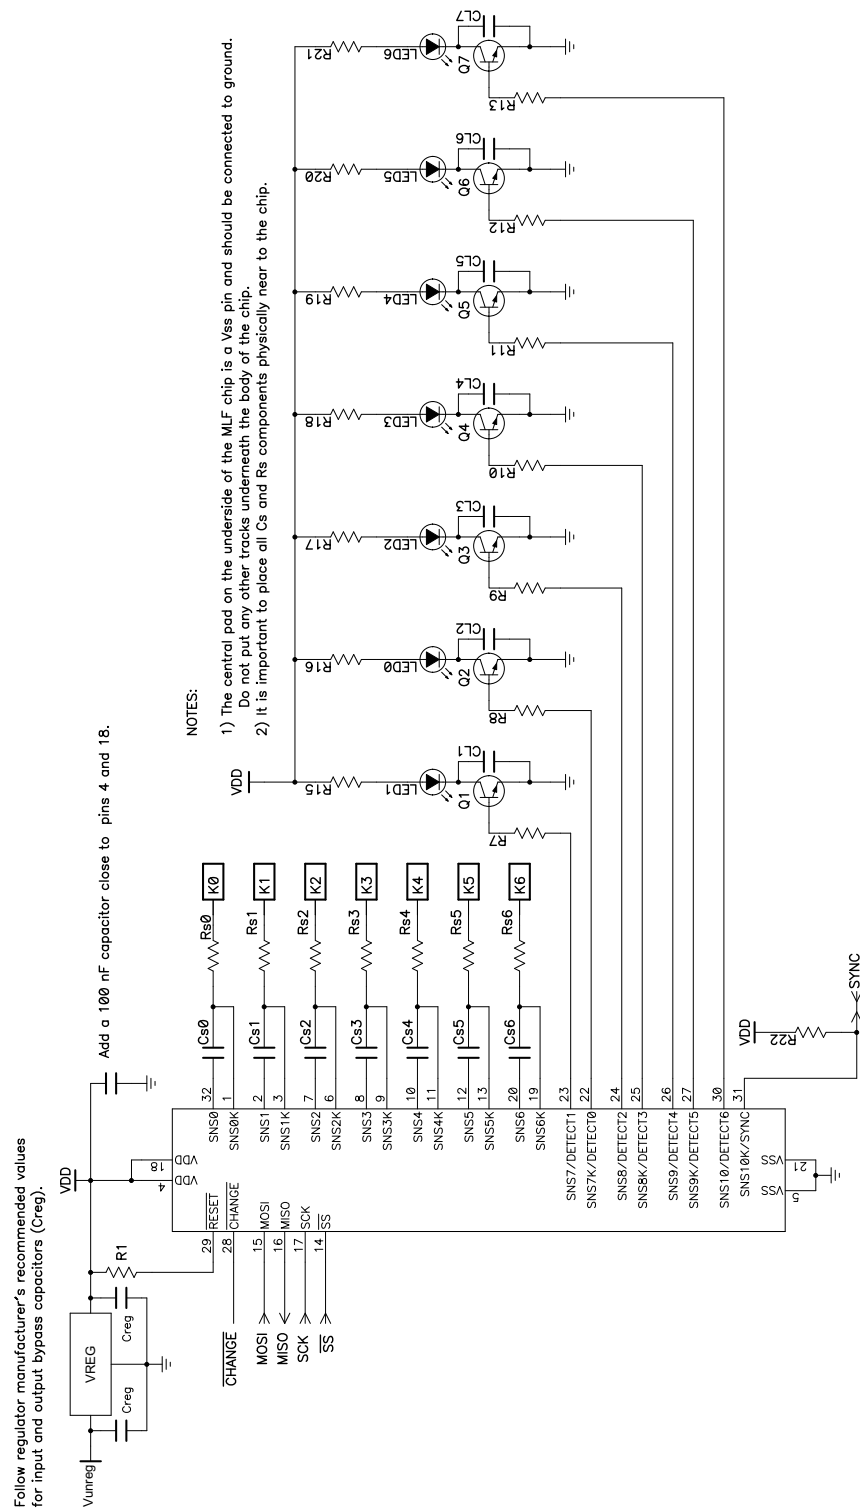 Follow regulator manufacturer's recommended values
for input and output bypass capacitors (Creg).
Vunreg
VREG
Creg
Creg
VDD
R1
Add a 100 nF capacitor close to pins 4 and 18.
NOTES:
1) The central pad on the underside of the MLF chip is a Vss pin and should be connected to ground.
Do not put any other tracks underneath the body of the chip.
2) It is important to place all Cs and Rs components physically near to the chip.
4
VDD
18
VDD
29
RESET
28
CHANGE
15
MOSI
16
MISO
17
SCK
14
SS
CHANGE
MOSI
MISO
SCK
SS
SNS0
32
SNS0K
1
SNS1
2
SNS1K
3
SNS2
7
SNS2K
6
SNS3
8
SNS3K
9
SNS4
10
SNS4K
11
SNS5
12
SNS5K
13
SNS6
20
SNS6K
19
SNS7/DETECT1
23
SNS7K/DETECT0
22
SNS8/DETECT2
24
SNS8K/DETECT3
25
SNS9/DETECT4
26
SNS9K/DETECT5
27
SNS10/DETECT6
30
SNS10K/SYNC
31
VSS
5
VSS
21
Cs0
Rs0
K0
Cs1
Rs1
K1
Cs2
Rs2
K2
Cs3
Rs3
K3
Cs4
Rs4
K4
Cs5
Rs5
K5
Cs6
Rs6
K6
VDD
R15
LED1
Q1
CL1
R7
R16
LED0
Q2
CL2
R8
R17
LED2
Q3
CL3
R9
R18
LED3
Q4
CL4
R10
R19
LED4
Q5
CL5
R11
R20
LED5
Q6
CL6
R12
R21
LED6
Q7
CL7
R13
VDD
R22
SYNC